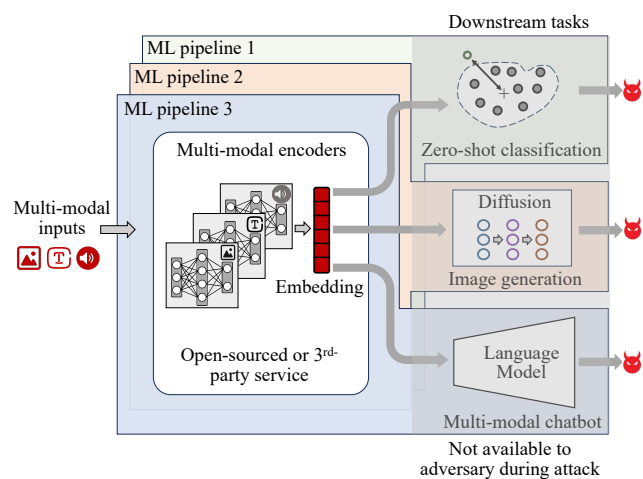 Downstream tasks
ML pipeline 1
ML pipeline 2
ML pipeline 3
Multi-modal encoders
T
T
Multi-modal
inputs
Embedding
Open-sourced or 3rd-
party service
Zero-shot classification
Diffusion
Image generation
Language
Model
Multi-modal chatbot
Not available to
adversary during attack